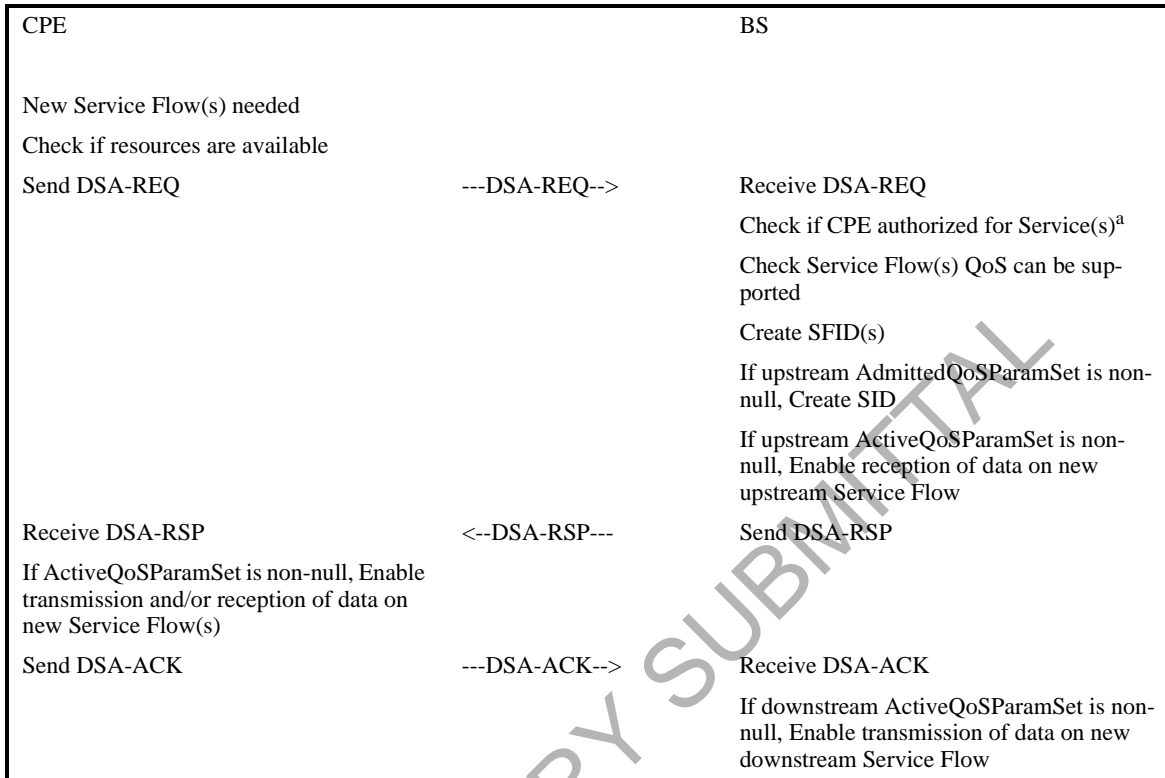 CPE BS
New Service Flow(s) needed
Check if resources are available
Send DSA-REQ ---DSA-REQ--> Receive DSA-REQ
Check if CPE authorized for Service(s)a
Check Service Flow(s) QoS can be sup-
ported
Create SFID(s)
If upstream AdmittedQoSParamSet is non-
null, Create SID
If upstream ActiveQoSParamSet is non-
null, Enable reception of data on new
upstream Service Flow
Receive DSA-RSP <--DSA-RSP--- Send DSA-RSP
If ActiveQoSParamSet is non-null, Enable
transmission and/or reception of data on
new Service Flow(s)
Send DSA-ACK ---DSA-ACK--> Receive DSA-ACK
If downstream ActiveQoSParamSet is non-
null, Enable transmission of data on new
downstream Service Flow
RY SUBMITTAL